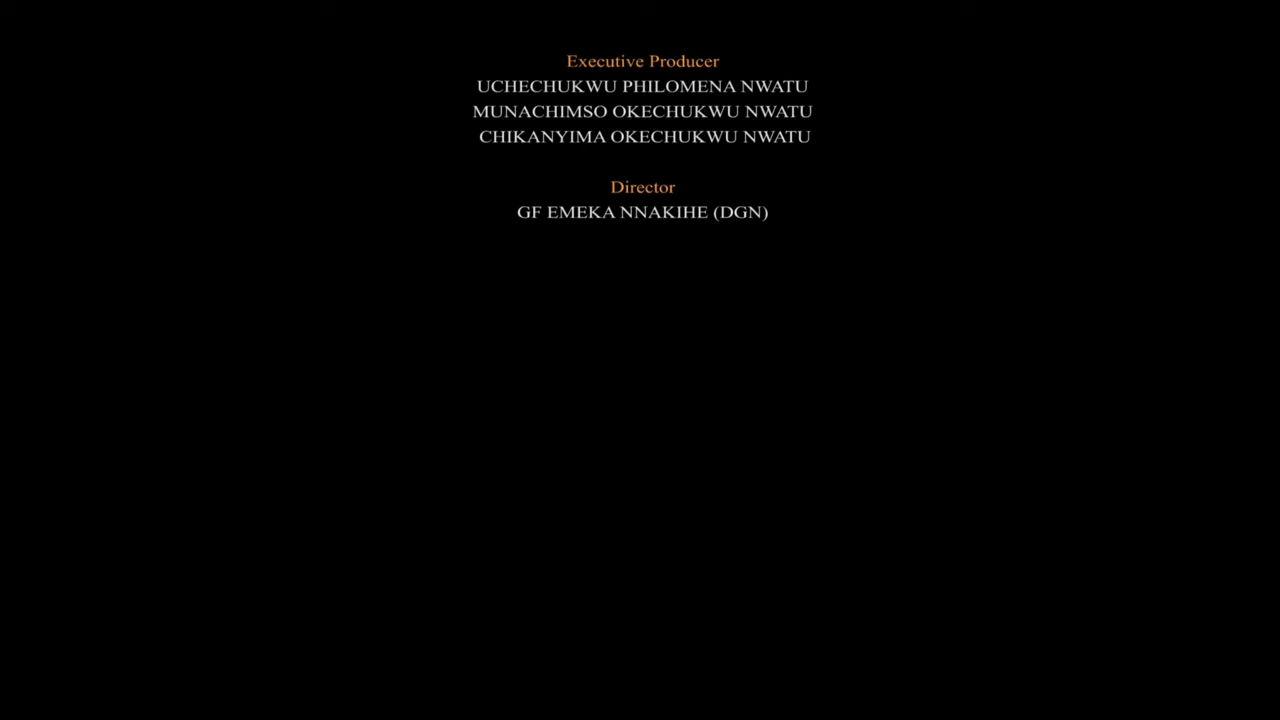 Executive Producer
UCHECHUKWU PHILOMENA NWATU
MUNACHIMSO OKECHUKWU NWATU
CHIKANYIMA OKECHUKWU NWATU
Director
GF EMEKA NNAKIHE (DGN)